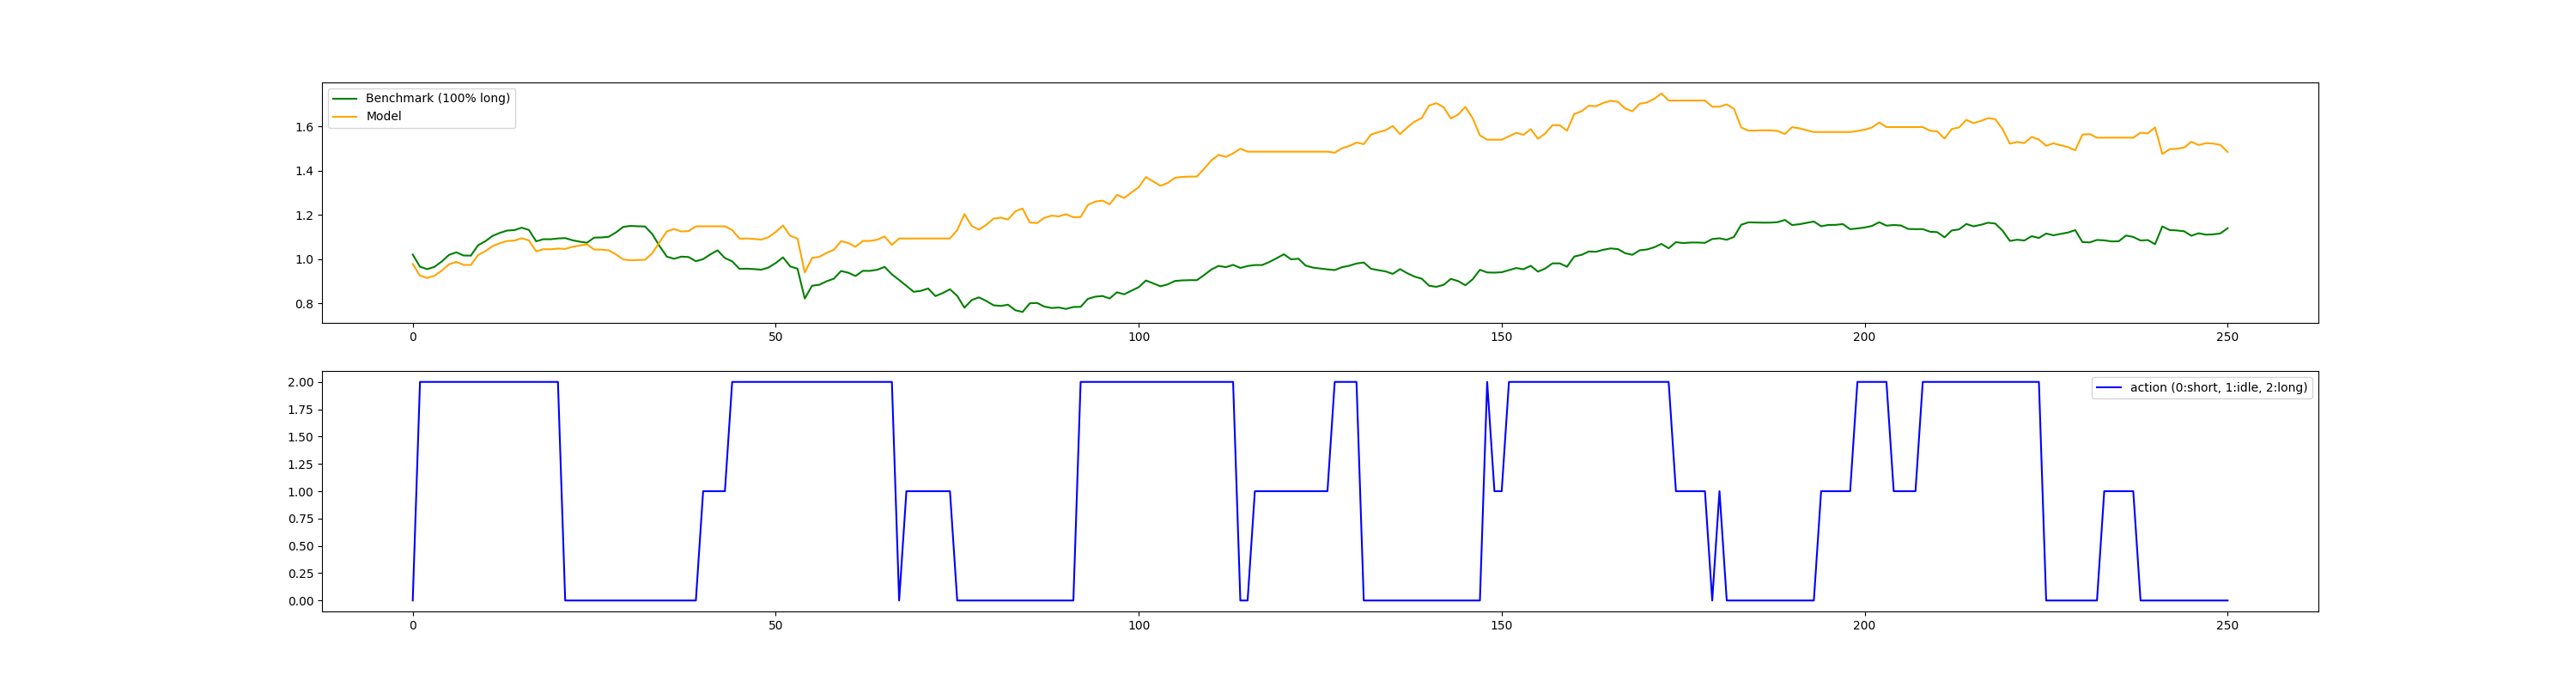 Benchmark (100% long)
Model
1.6
1.4
1.2
1.0
0.8
0 50 100 150 200 250
action (0:short, 1:idle, 2:long)
2.00
1.75
1.50
1.25
1.00
0.75
0.50
0.25
0.00
0 50 100 150 200 250